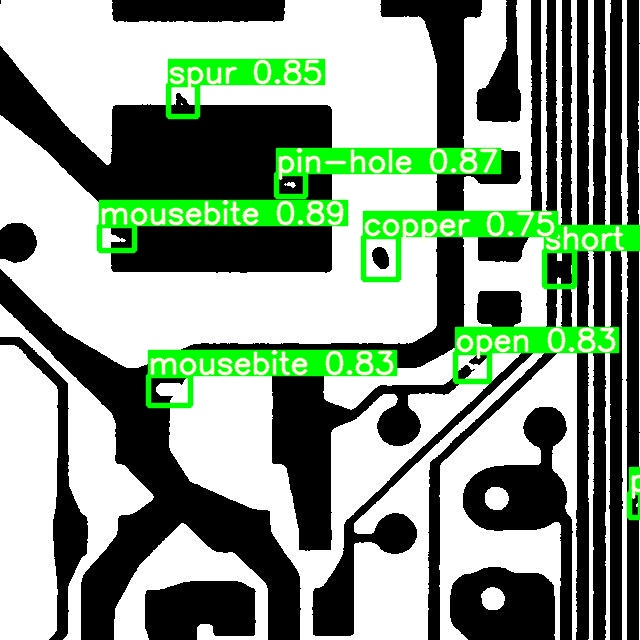 spur 0.85
pin-hole 0.87
mousebite 0.89
copper 0.75
short
open 0.83
mousebite 0.83
p